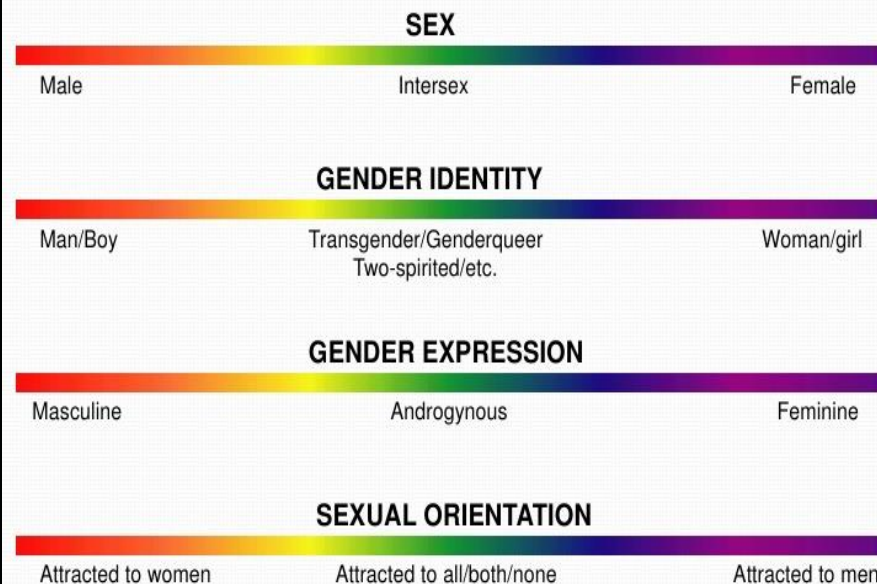 SEX
Male Intersex Female
GENDER IDENTITY
Man/Boy Transgender/Genderqueer Woman/girl
Two-spirited/etc.
GENDER EXPRESSION
Masculine Androgynous Feminine
SEXUAL ORIENTATION
Attracted to women Attracted to all/both/none Attracted to men